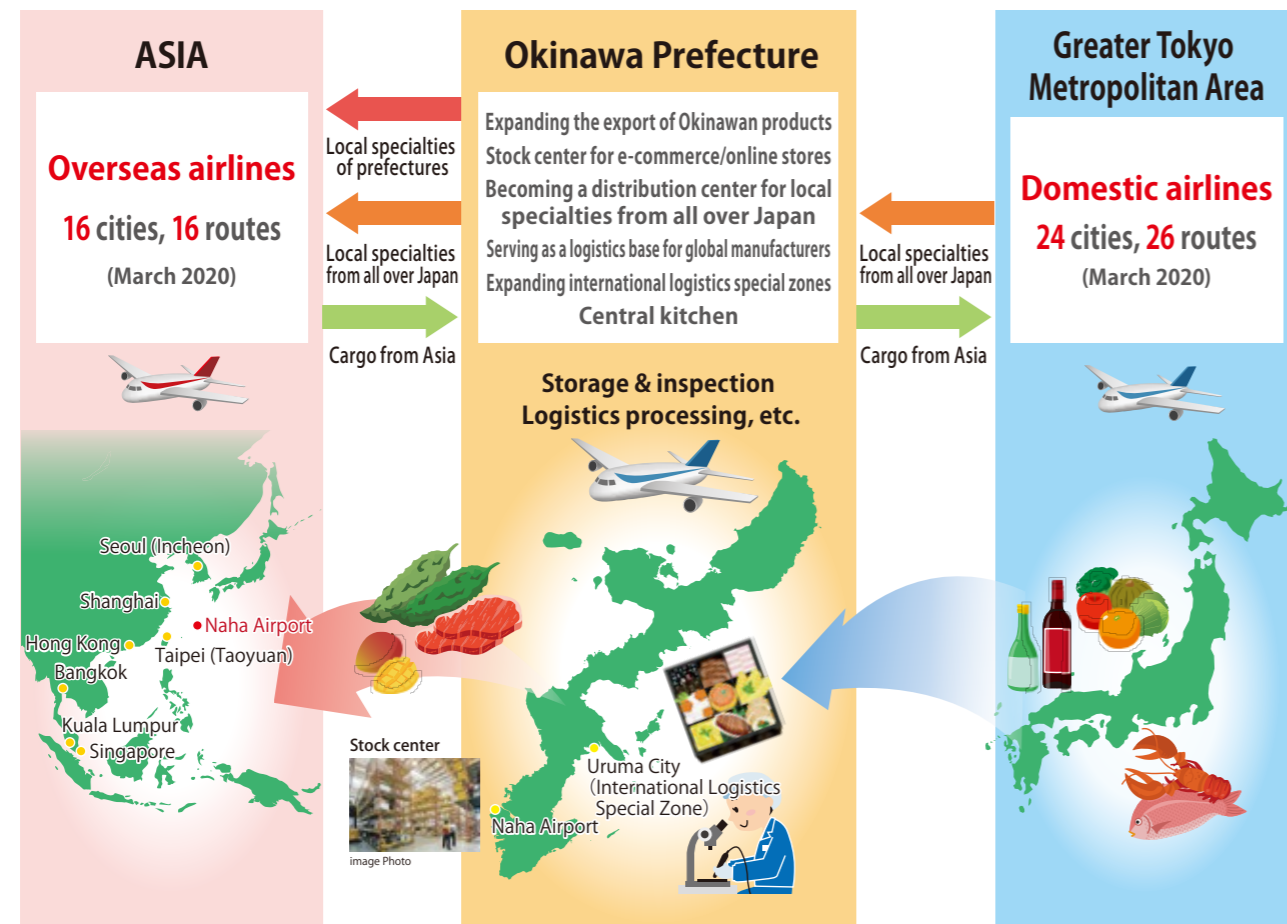 ASIA
Overseas airlines
16 cities, 16 routes
(March 2020)
Local specialties
of prefectures
Local specialties
from all over Japan
Cargo from Asia
Okinawa Prefecture
Expanding the export of Okinawan products
Stock center for e-commerce/online stores
Becoming a distribution center for local
specialties from all over Japan
Serving as a logistics base for global manufacturers
Expanding international logistics special zones
Central kitchen
Storage & inspection
Logistics processing, etc.
Local specialties
from all over Japan
Cargo from Asia
Greater Tokyo
Metropolitan Area
Domestic airlines
24 cities, 26 routes
(March 2020)
Seoul (Incheon)
Shanghai
Naha Airport
Hong Kong
Taipei (Taoyuan)
Bangkok
Kuala Lumpur
Singapore
Stock center
image Photo
Uruma City
(International Logistics
Special Zone)
Naha Airport